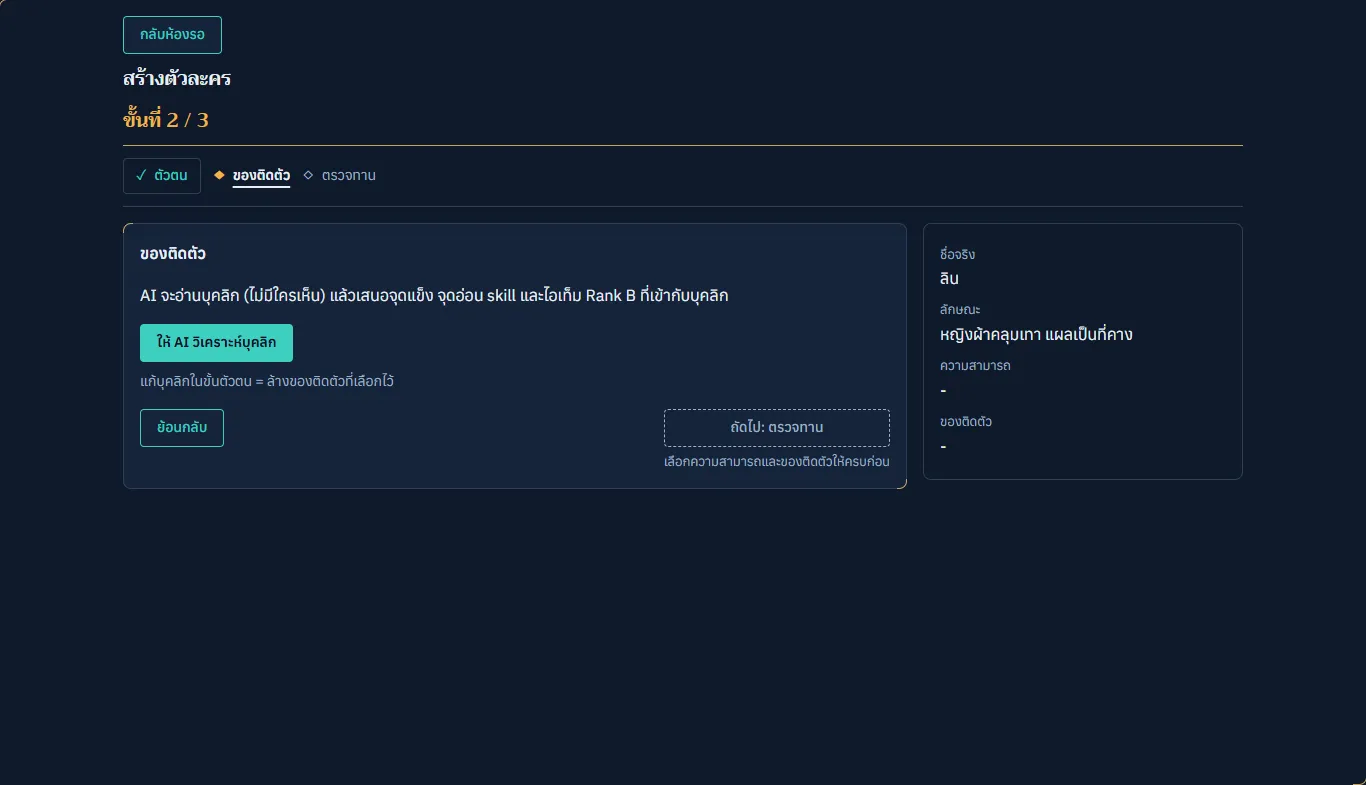 กลับห้องรอ
สร้างตัวละคร
ขั้นที่ 2 / 3
✓ ตัวตน ◆ ของติดตัว ◇ ตรวจทาน
ของติดตัว
AI จะอ่านบุคลิก (ไม่มีใครเห็น) แล้วเสนอจุดแข็ง จุดอ่อน skill และไอเท็ม Rank B ที่เข้ากับบุคลิก
ให้ AI วิเคราะห์บุคลิก
แก้บุคลิกในขั้นตัวตน = ล้างของติดตัวที่เลือกไว้
ย้อนกลับ
ถัดไป: ตรวจทาน
เลือกความสามารถและของติดตัวให้ครบก่อน
ชื่อจริง
ลิน
ลักษณะ
หญิงผ้าคลุมเทา แผลเป็นที่คาง
ความสามารถ
-
ของติดตัว
-